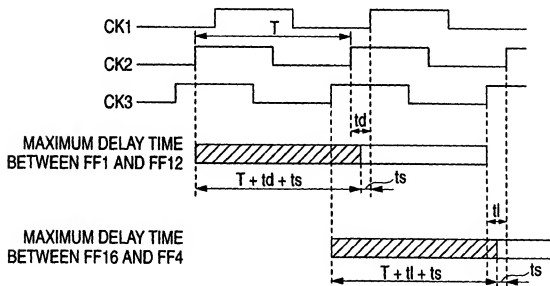 CK1
T
CK2
CK3
td
MAXIMUM DELAY TIME
BETWEEN FF1 AND FF12
T + td + ts
ts
tl
MAXIMUM DELAY TIME
BETWEEN FF16 AND FF4
T + tl + ts
ts